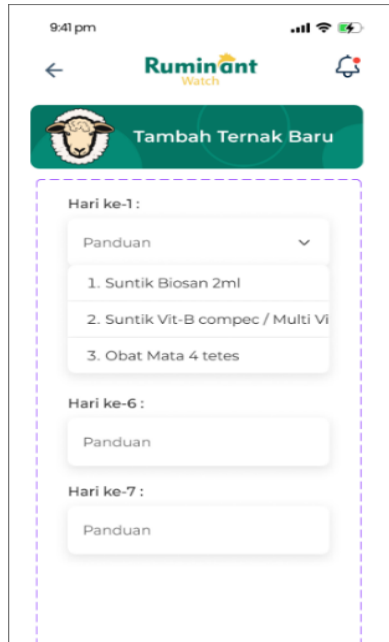 9:41 pm
Ruminant
Watch
Tambah Ternak Baru
Hari ke-1 :
Panduan
1. Suntik Biosan 2ml
2. Suntik Vit-B compec / Multi Vi
3. Obat Mata 4 tetes
Hari ke-6 :
Panduan
Hari ke-7 :
Panduan